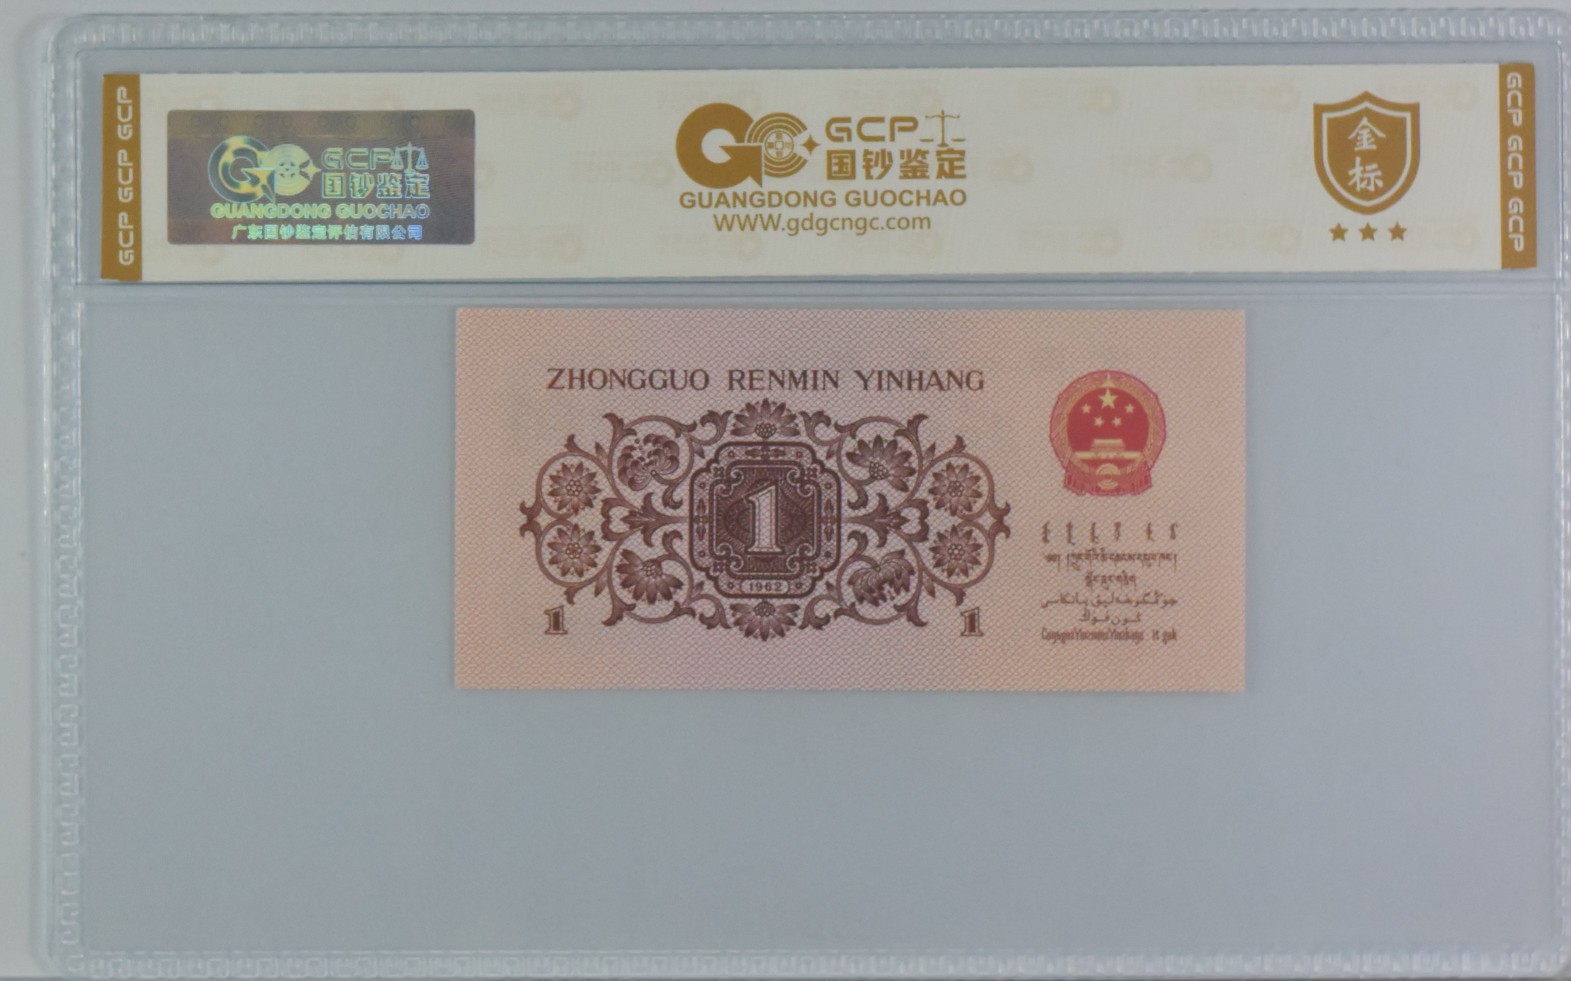 GCP GCP GCP
GCP
国钞鉴定
GUANGDONG GUOCHAO
广东国钞鉴定评估有限公司
GCP
国钞鉴定
GUANGDONG GUOCHAO
WWW.gdgcngc.com
金
标
GCP GCP GCP
ZHONGGUO RENMIN YINHANG
1
1962
1
1